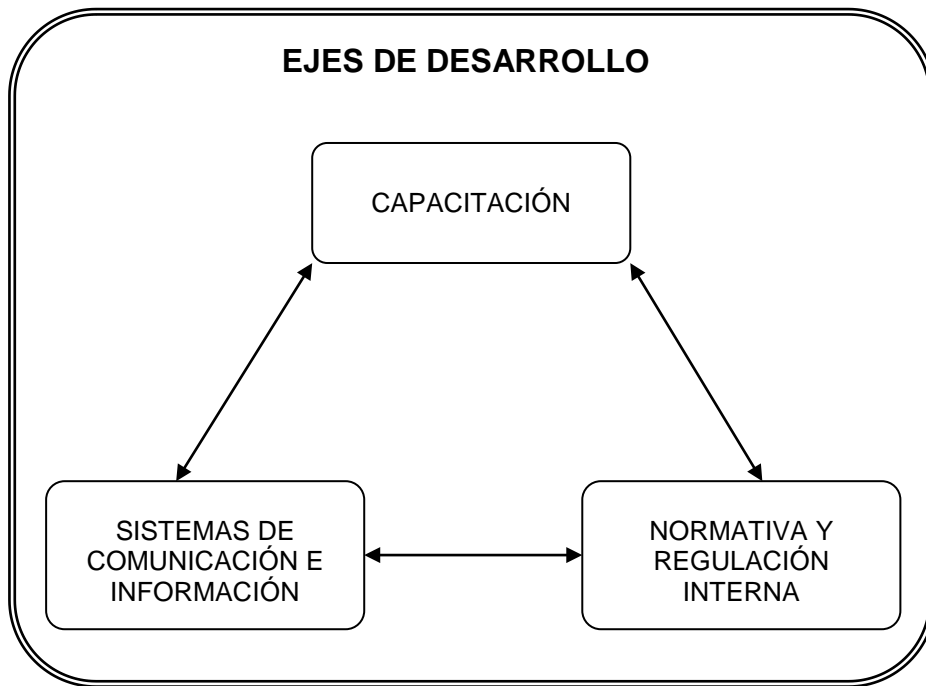 EJES DE DESARROLLO
CAPACITACIÓN
SISTEMAS DE
COMUNICACIÓN E
INFORMACIÓN
NORMATIVA Y
REGULACIÓN
INTERNA